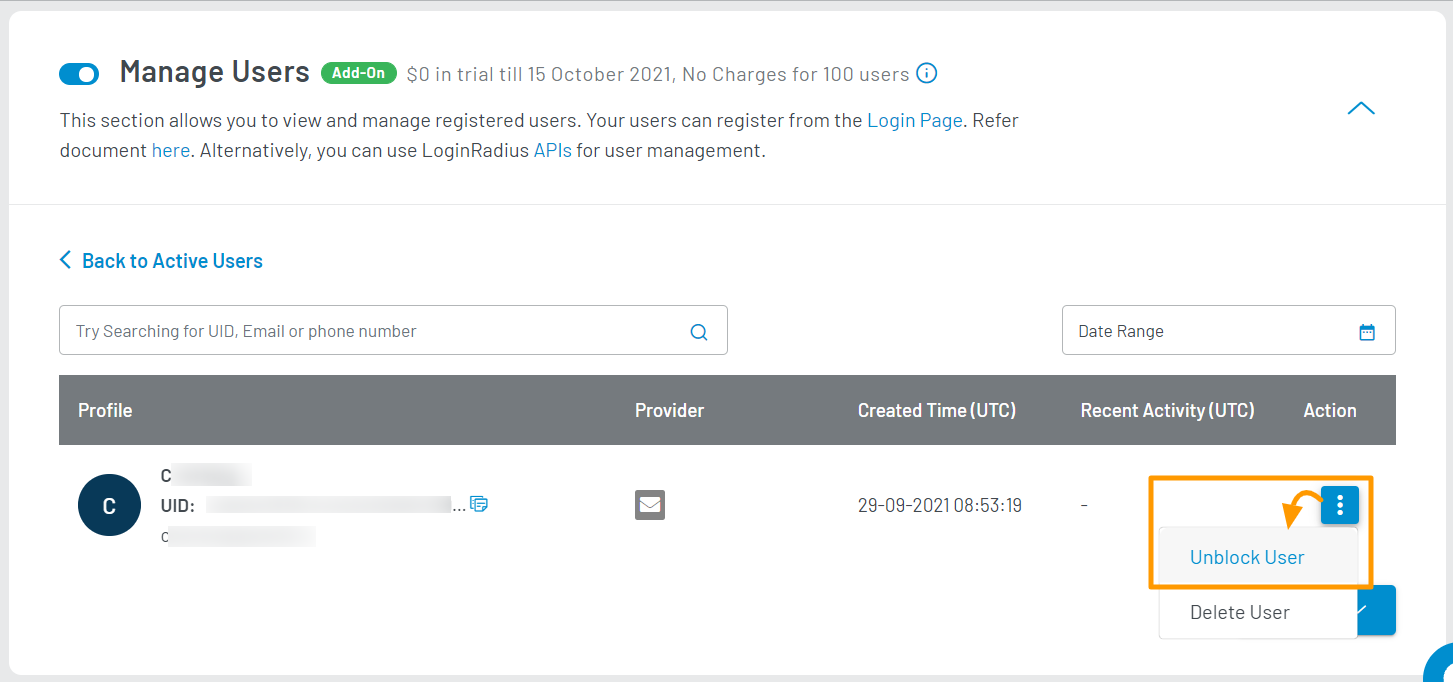 Manage Users Add-On $0 in trial till 15 October 2021, No Charges for 100 users
This section allows you to view and manage registered users. Your users can register from the Login Page. Refer
document here. Alternatively, you can use LoginRadius APIs for user management.
Back to Active Users
Try Searching for UID, Email or phone number Date Range
Profile Provider Created Time (UTC) Recent Activity (UTC) Action
C
C
UID: ... 29-09-2021 08:53:19 -
c
Unblock User
Delete User